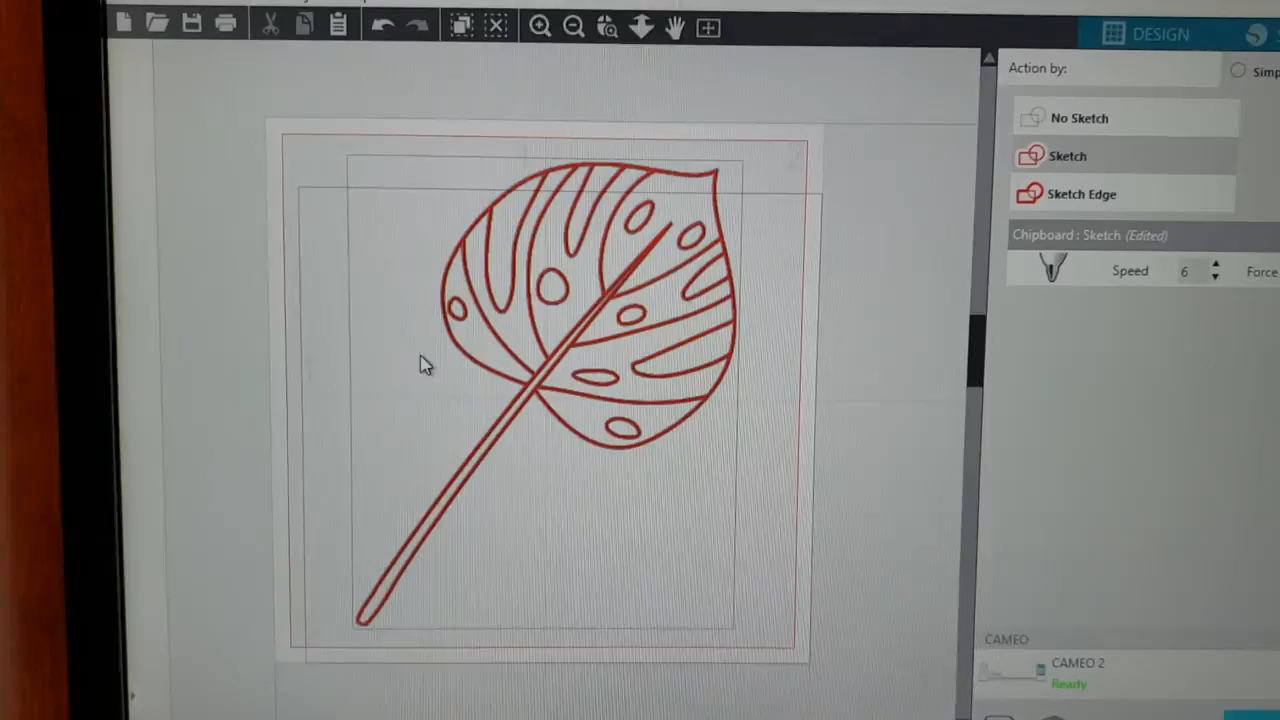 DESIGN
Action by:
Simp
No Sketch
Sketch
Sketch Edge
Chipboard : Sketch (Edited)
Speed 6 Force
CAMEO
CAMEO 2
Ready